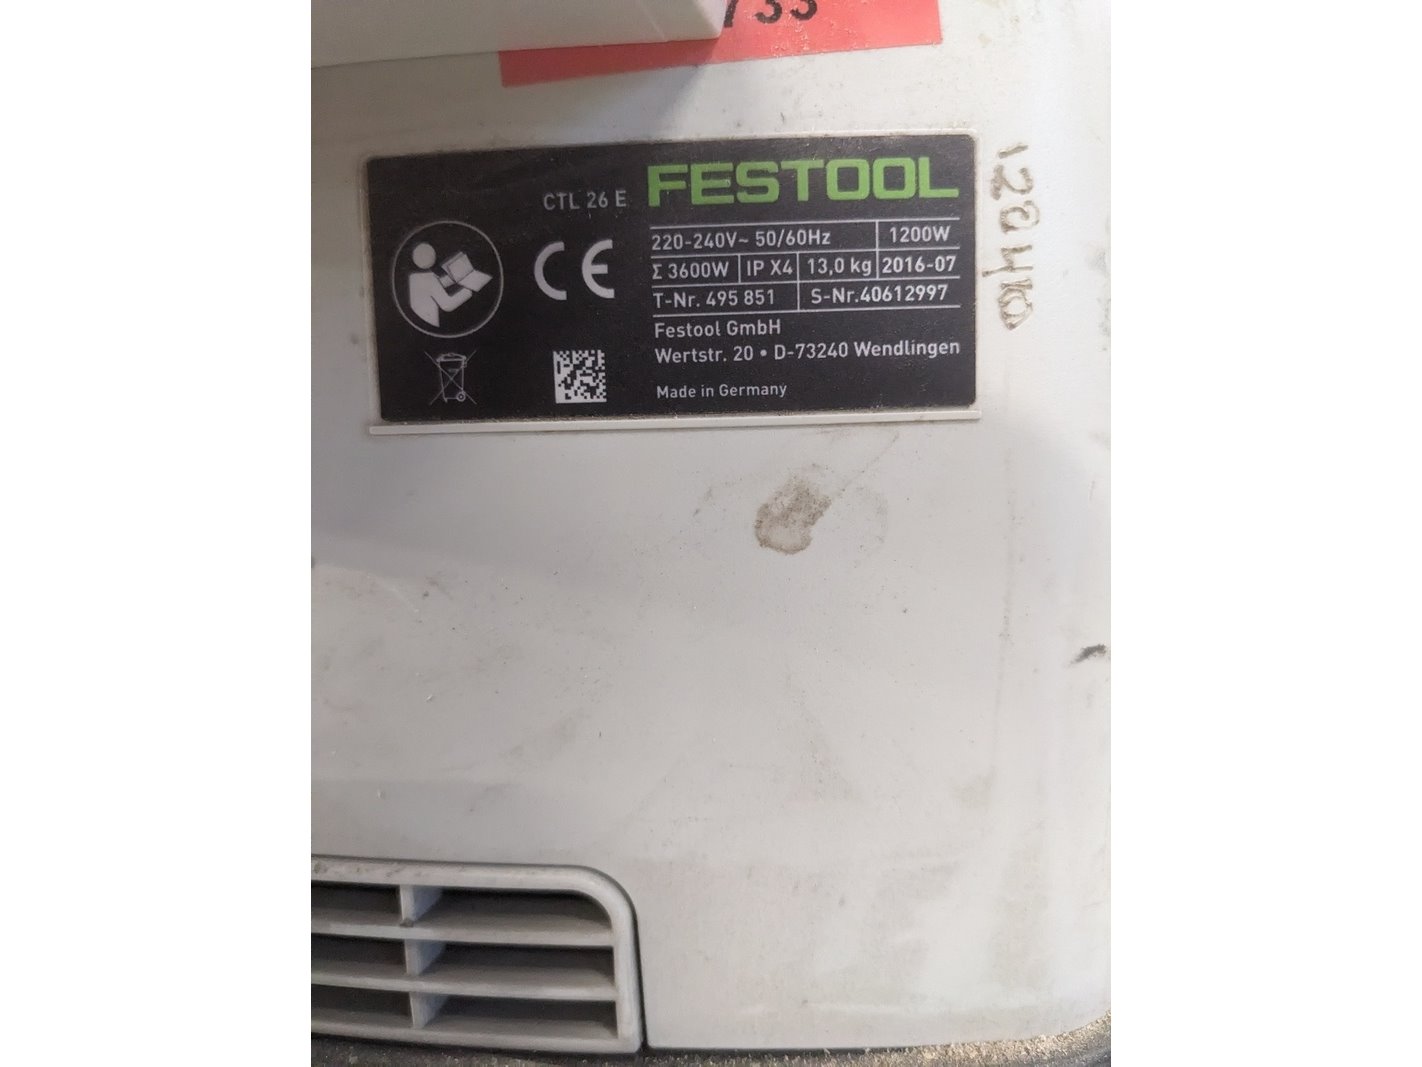 733
CTL 26 E FESTOOL
220-240V~ 50/60Hz 1200W
Σ 3600W IP X4 13,0 kg 2016-07
T-Nr. 495 851 S-Nr.40612997
Festool GmbH
Wertstr. 20 • D-73240 Wendlingen
Made in Germany
CE